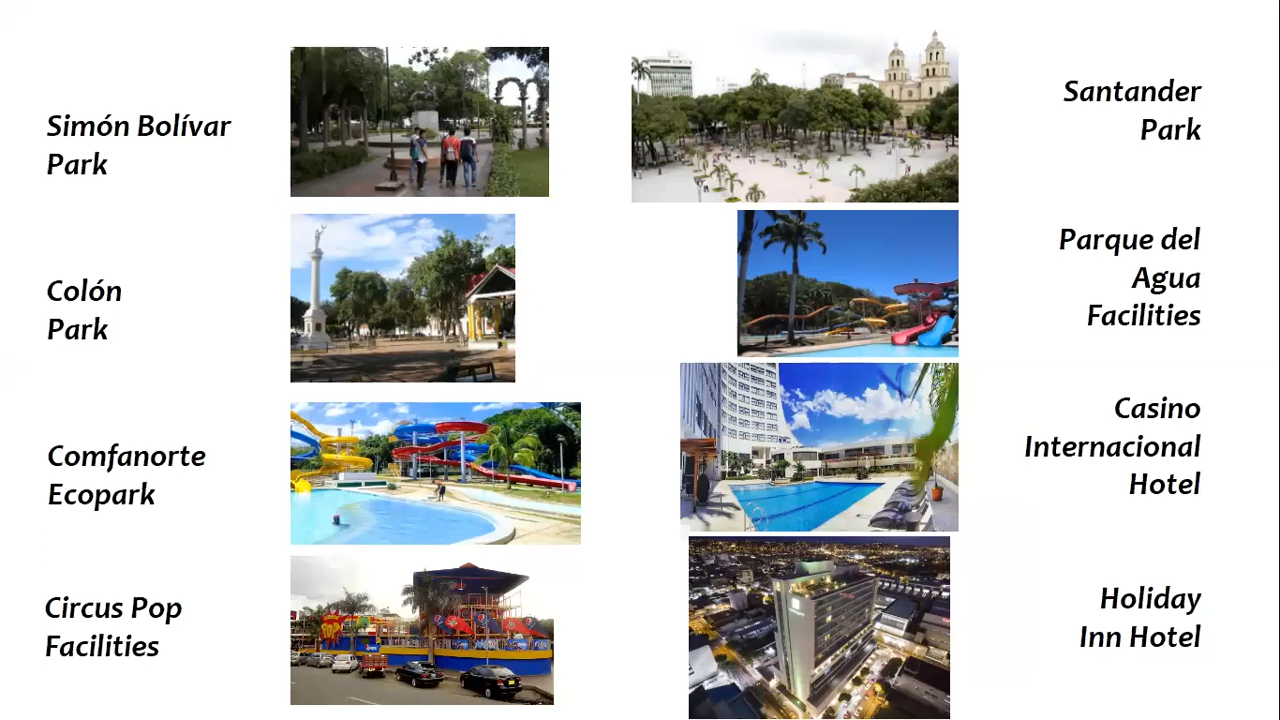 Simón Bolívar
Park
Santander
Park
Colón
Park
Parque del
Agua
Facilities
Comfanorte
Ecopark
Casino
Internacional
Hotel
Circus Pop
Facilities
Holiday
Inn Hotel